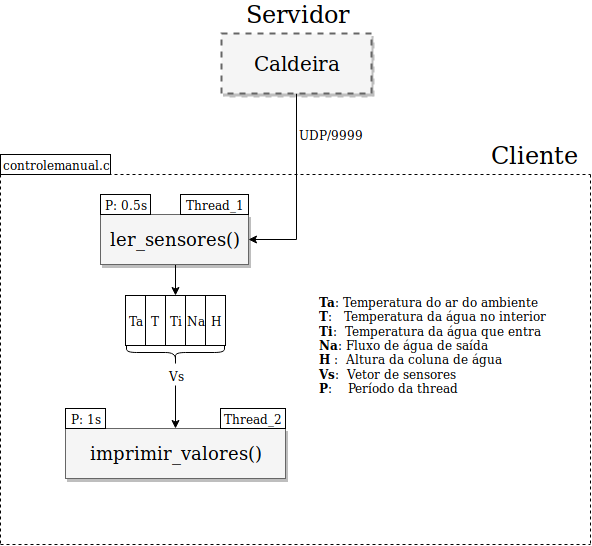 Servidor
Caldeira
UDP/9999
Cliente
controlemanual.c
P: 0.5s
Thread_1
ler_sensores()
Ta T Ti Na H
Vs
Ta: Temperatura do ar do ambiente
T: Temperatura da água no interior
Ti: Temperatura da água que entra
Na: Fluxo de água de saída
H : Altura da coluna de água
Vs: Vetor de sensores
P: Período da thread
P: 1s
Thread_2
imprimir_valores()